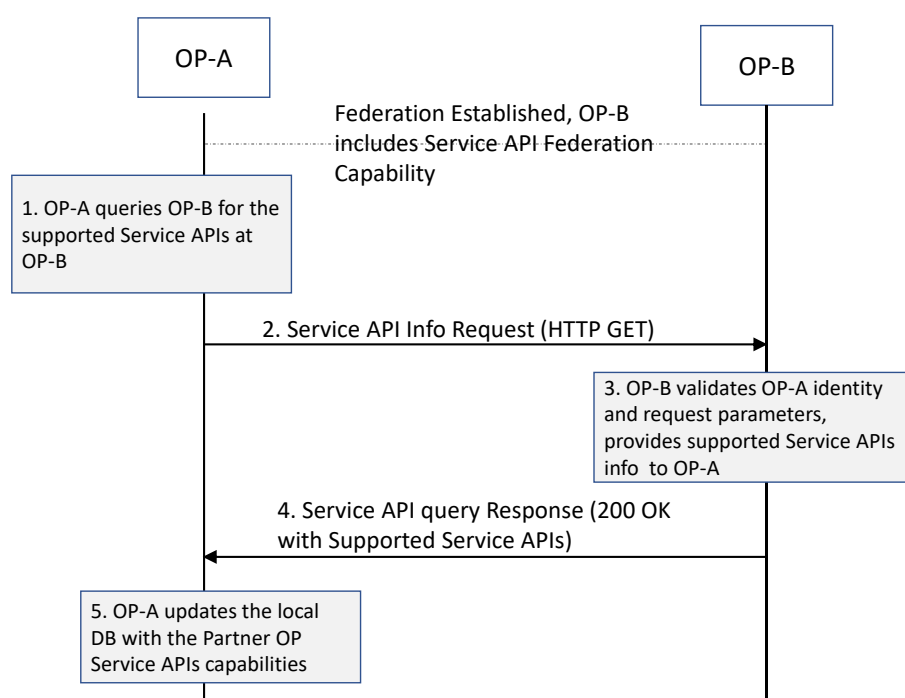 OP-A
OP-B
Federation Established, OP-B
includes Service API Federation
Capability
1. OP-A queries OP-B for the
supported Service APIs at
OP-B
2. Service API Info Request (HTTP GET)
3. OP-B validates OP-A identity
and request parameters,
provides supported Service APIs
info  to OP-A
4. Service API query Response (200 OK
with Supported Service APIs)
5. OP-A updates the local
DB with the Partner OP
Service APIs capabilities